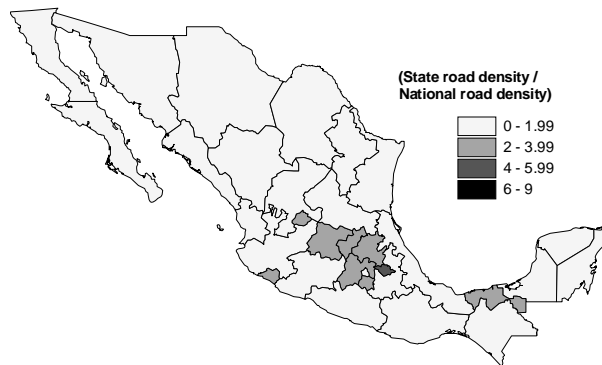 (State road density /
National road density)
0 - 1.99
2 - 3.99
4 - 5.99
6 - 9